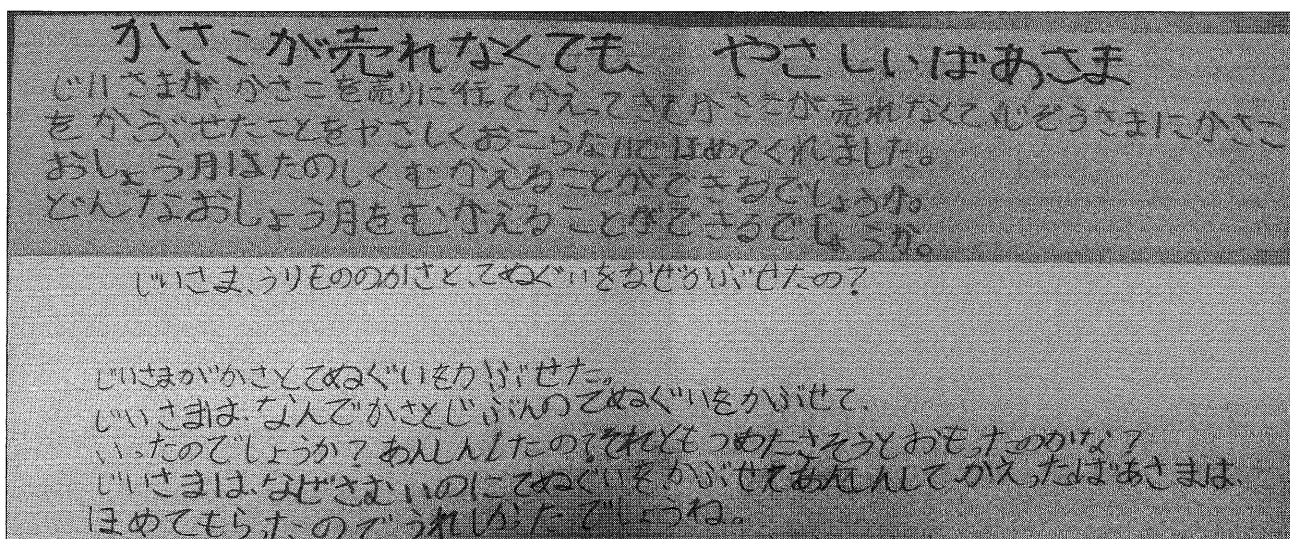 かさこが売れなくても、 やさしいばあさま
じいさまが、かさこを売りに行てかえってきてかさこが売れなくて、じぞうさまにかさこ
をかぶせたことをやさしくおこらないでほめてくれました。
おしょう月はたのしくむかえることができるでしょうか。
どんなおしょう月をむかえることができるでしょうか。
じいさま、うりもののかさと、てぬぐいをなぜかぶせたの?
じいさまがかさとてぬぐいをかぶせた。
じいさまは、なんでかさとじぶんのてぬぐいをかぶせて、
いったのでしょうか?あんしんしたの?それともつめたさそうとおもったのかな?
じいさまは、なぜさむいのにてぬぐいをかぶせてあんしんしてかえったばあさまは、
ほめてもらったのでうれしかたでしょうね。